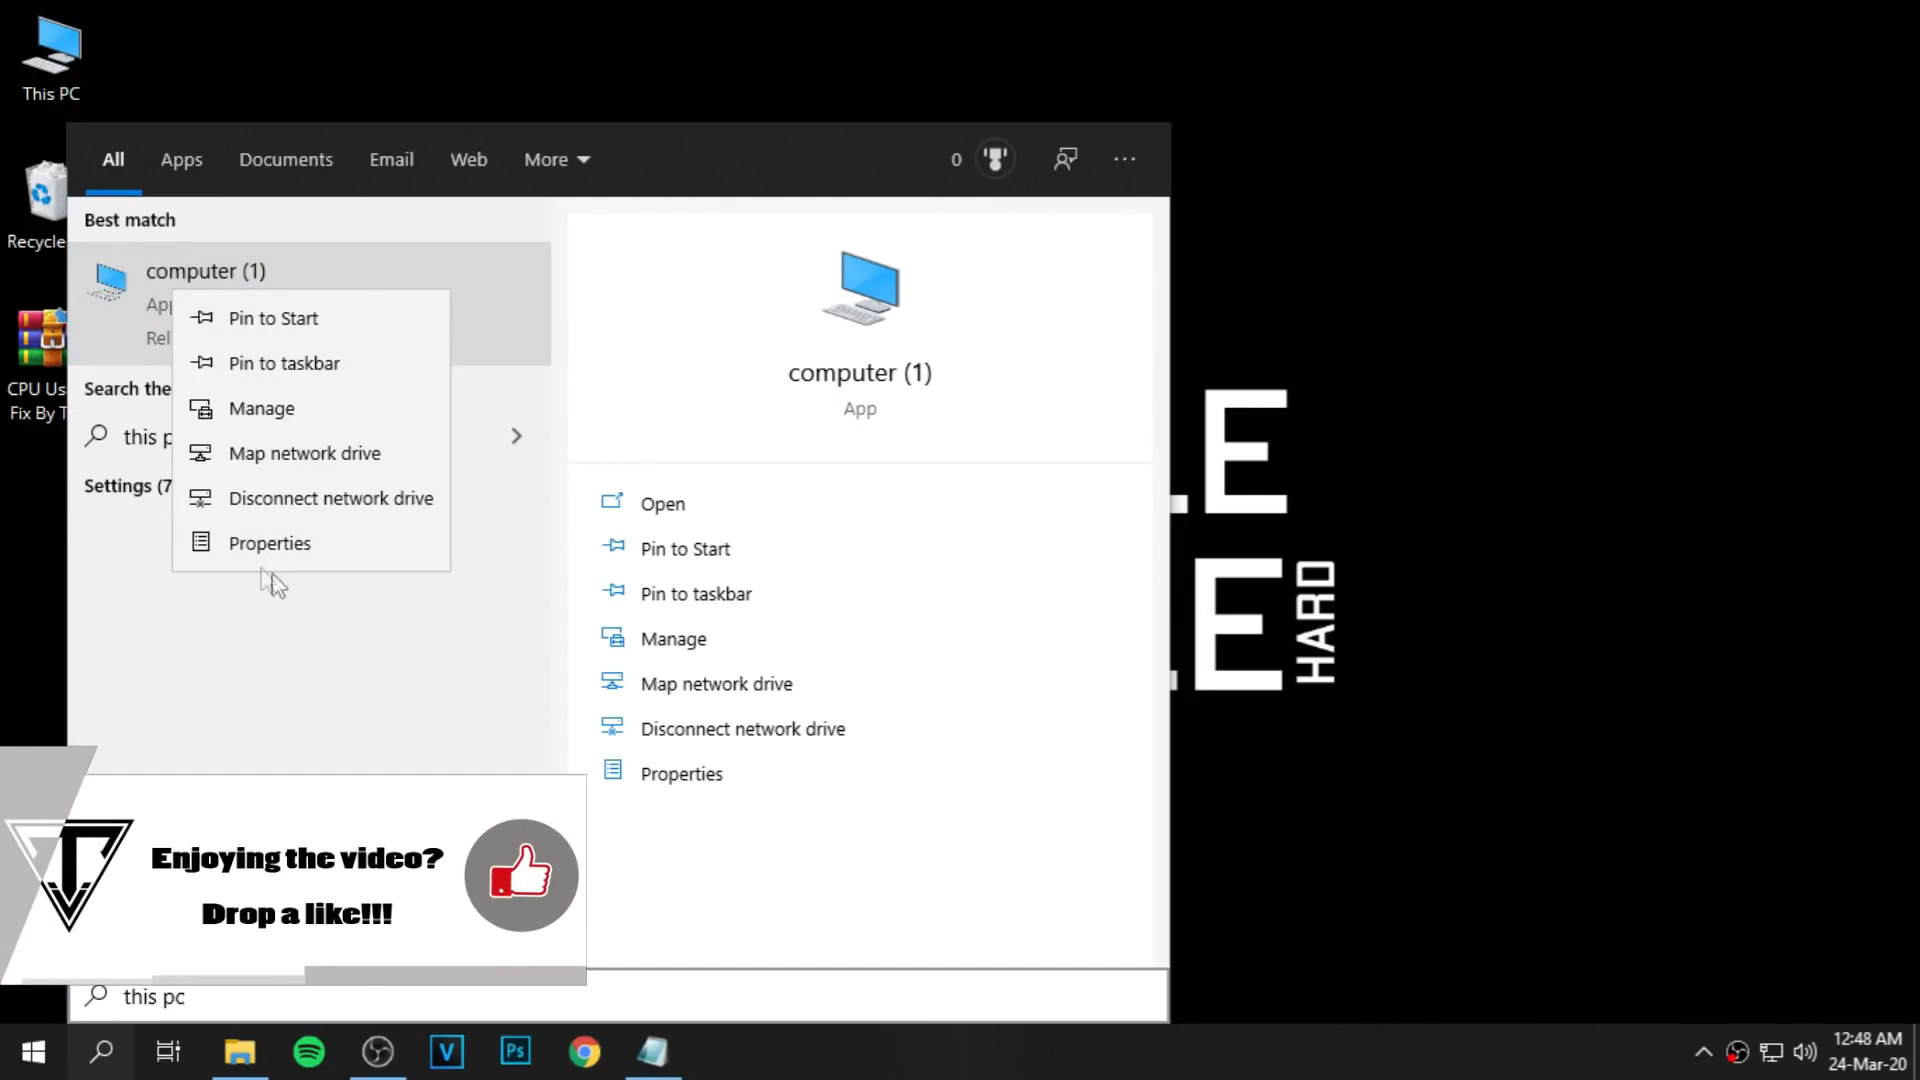 This PC
All
Apps
Documents
Email
Web
More
0
Best match
Recycle
computer (1)
App
Rel
Pin to Start
Pin to taskbar
Manage
Map network drive
Disconnect network drive
Properties
CPU Us
Fix By T
Search the
this p
Settings (7
computer (1)
App
Open
Pin to Start
Pin to taskbar
Manage
Map network drive
Disconnect network drive
Properties
LE
LE
HARD
Enjoying the video?
Drop a like!!!
this pc
V
Ps
12:48 AM
24-Mar-20